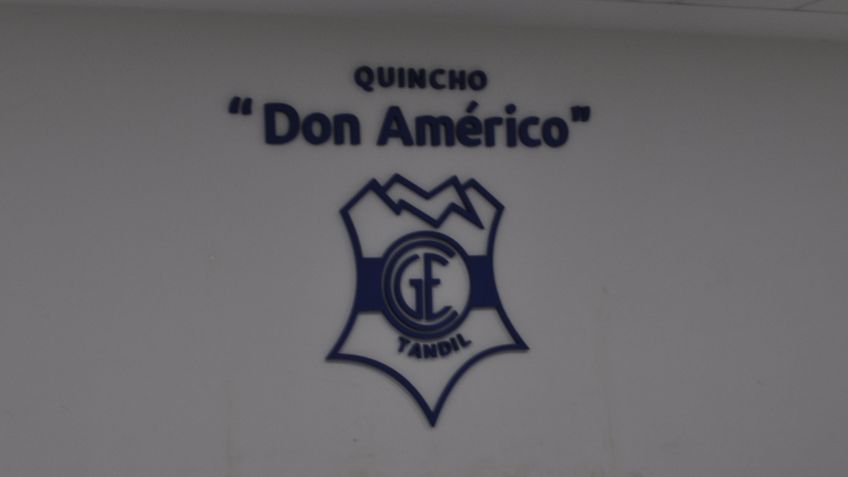 QUINCHO
“Don Américo”
CGE
TANDIL